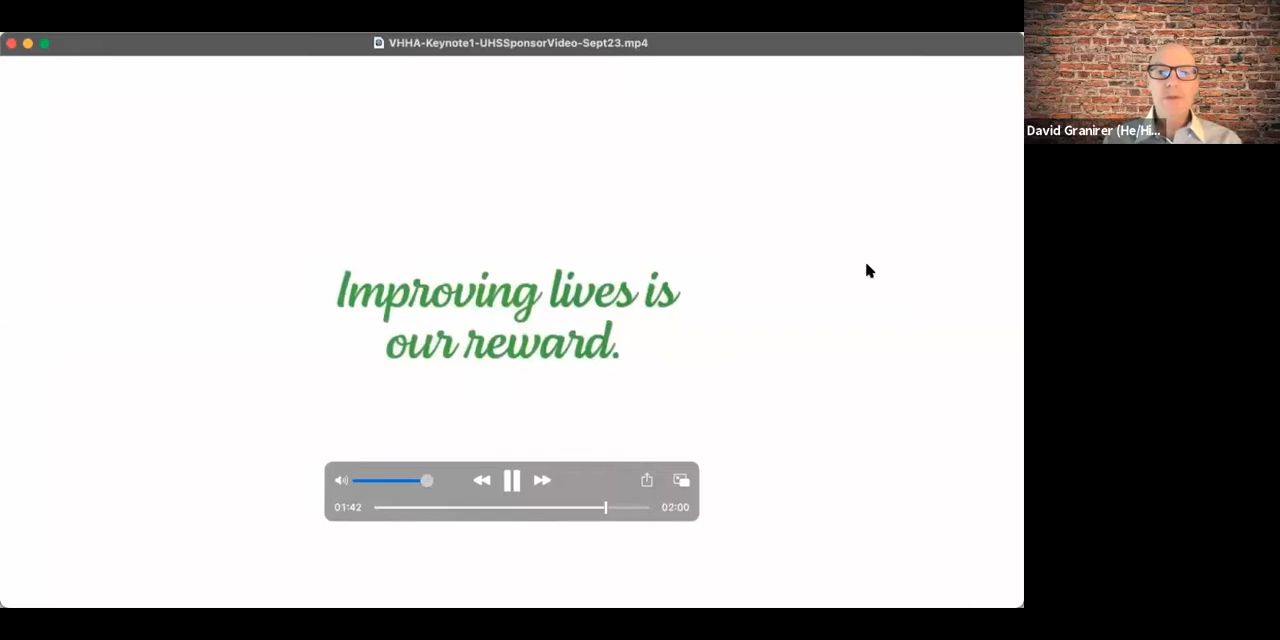 VHHA-Keynote1-UHSSponsorVideo-Sept23.mp4
David Granirer (He/Hi...
Improving lives is
our reward.
01:42
02:00